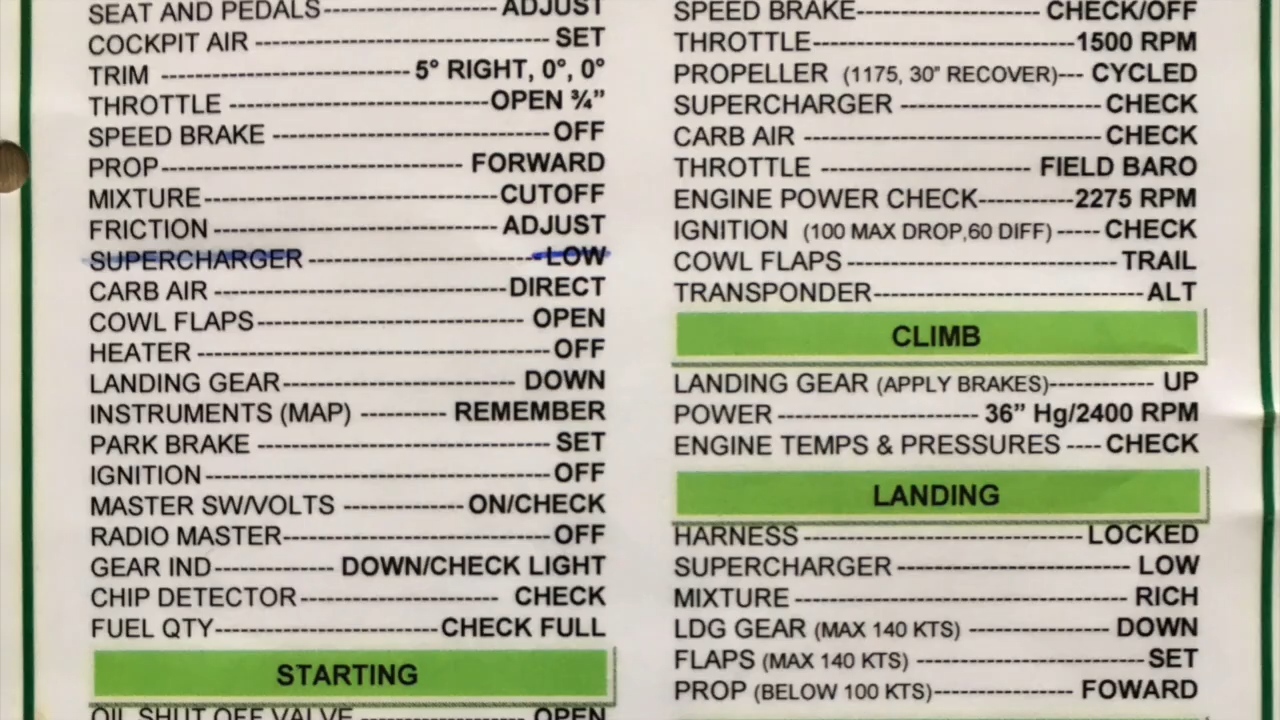 SEAT AND PEDALS---------------------ADJUST
COCKPIT AIR ----------------------------------- SET
TRIM ------------------------------ 5° RIGHT, 0°, 0°
THROTTLE -------------------------------OPEN ¾”
SPEED BRAKE --------------------------------- OFF
PROP------------------------------------ FORWARD
MIXTURE-----------------------------------CUTOFF
FRICTION ----------------------------------ADJUST
SUPERCHARGER ---------------------------LOW
CARB AIR ----------------------------------DIRECT
COWL FLAPS-------------------------------- OPEN
HEATER ------------------------------------------OFF
LANDING GEAR---------------------------- DOWN
INSTRUMENTS (MAP) ---------- REMEMBER
PARK BRAKE ------------------------------------SET
IGNITION-----------------------------------------OFF
MASTER SW/VOLTS -------------- ON/CHECK
RADIO MASTER--------------------------------OFF
GEAR IND-------------- DOWN/CHECK LIGHT
CHIP DETECTOR----------------------- CHECK
FUEL QTY--------------------------CHECK FULL
STARTING
OIL SHUT OFF VALVE -------------------- OPEN
SPEED BRAKE---------------------- CHECK/OFF
THROTTLE-------------------------------1500 RPM
PROPELLER (1175, 30” RECOVER)--- CYCLED
SUPERCHARGER ----------------------- CHECK
CARB AIR ----------------------------------- CHECK
THROTTLE ------------------------- FIELD BARO
ENGINE POWER CHECK-----------2275 RPM
IGNITION (100 MAX DROP,60 DIFF) ----- CHECK
COWL FLAPS-------------------------------- TRAIL
TRANSPONDER-------------------------------- ALT
CLIMB
LANDING GEAR (APPLY BRAKES)------------ UP
POWER ------------------------ 36” Hg/2400 RPM
ENGINE TEMPS & PRESSURES ---- CHECK
LANDING
HARNESS ---------------------------------- LOCKED
SUPERCHARGER ---------------------------- LOW
MIXTURE---------------------------------------- RICH
LDG GEAR (MAX 140 KTS) ---------------- DOWN
FLAPS (MAX 140 KTS) ---------------------------SET
PROP (BELOW 100 KTS)----------------- FOWARD